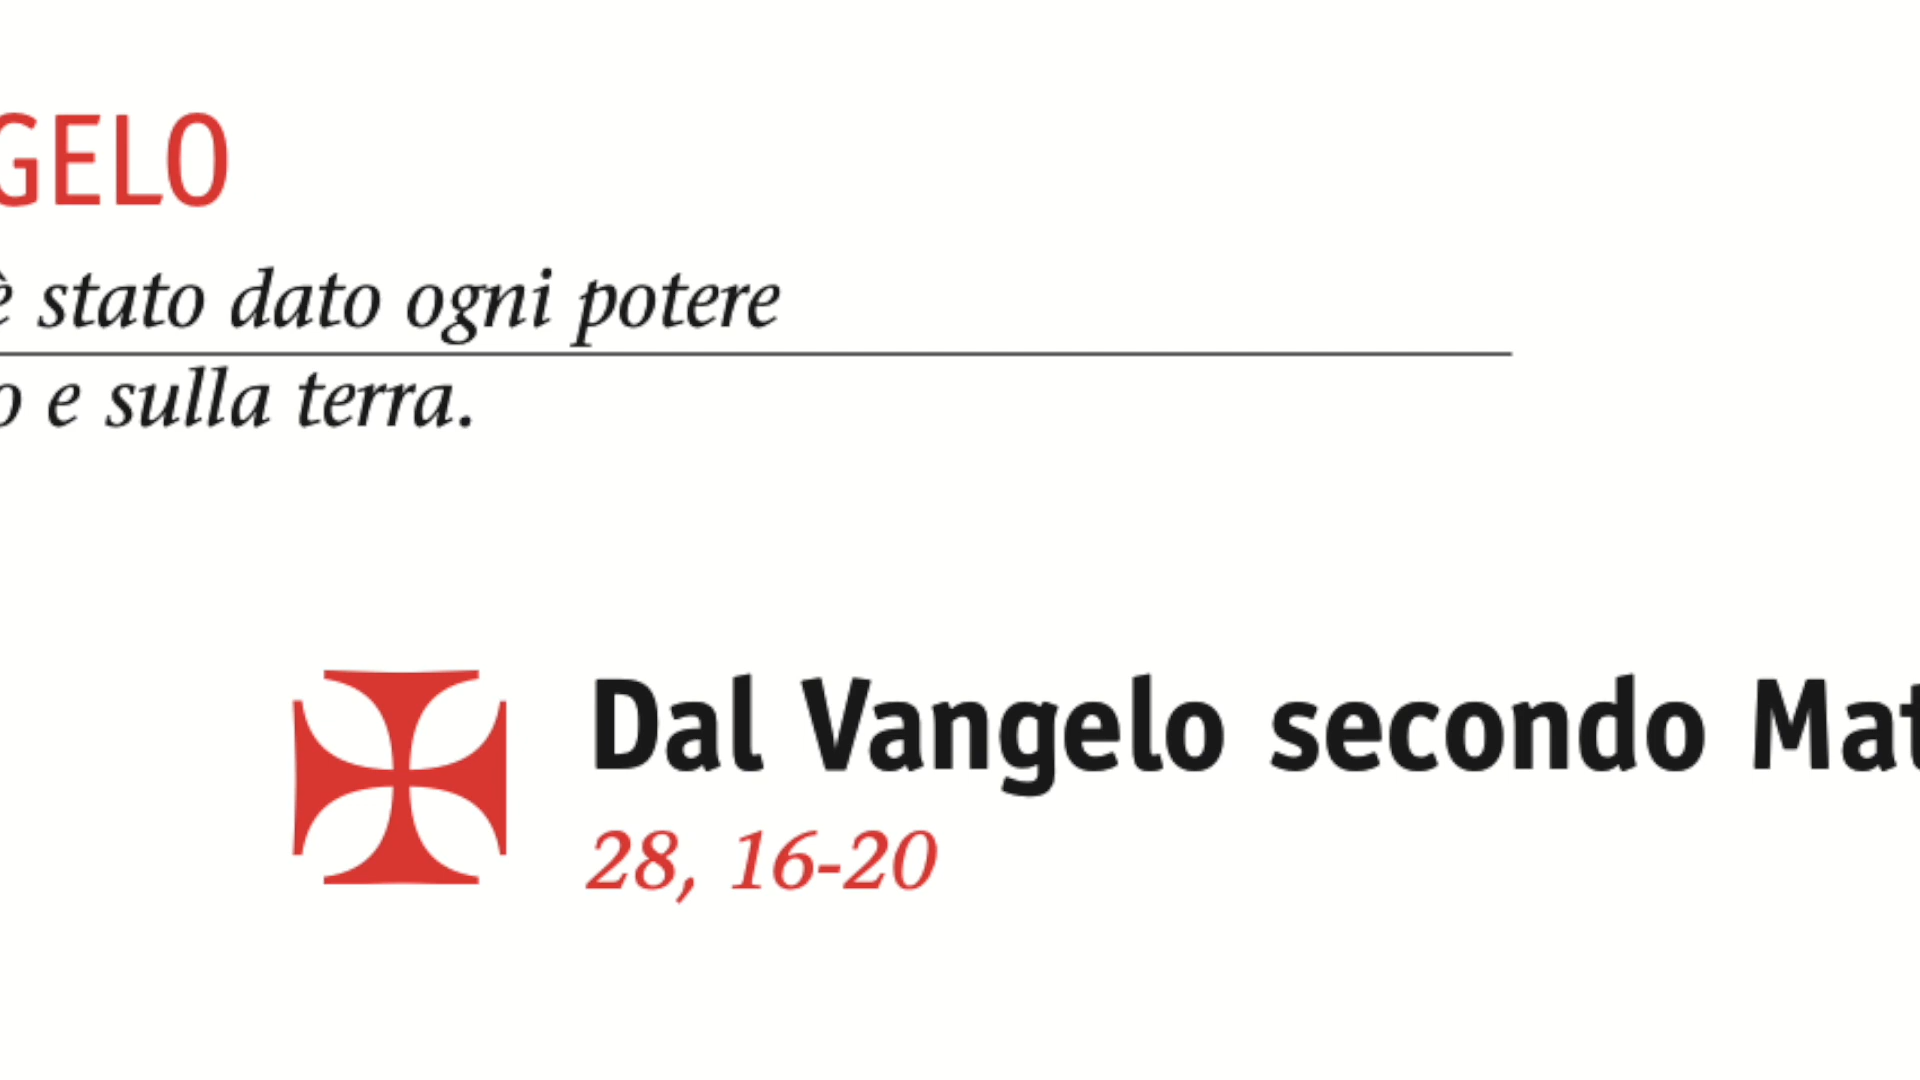 GELO
è stato dato ogni potere
o e sulla terra.
Dal Vangelo secondo Mat
28, 16-20